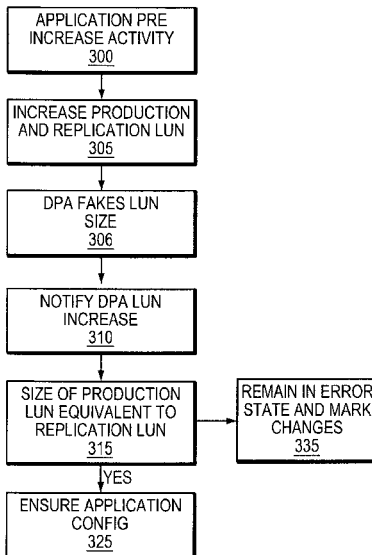 APPLICATION PRE
INCREASE ACTIVITY
300
INCREASE PRODUCTION
AND REPLICATION LUN
305
DPA FAKES LUN
SIZE
306
NOTIFY DPA LUN
INCREASE
310
SIZE OF PRODUCTION
LUN EQUIVALENT TO
REPLICATION LUN
315
REMAIN IN ERROR
STATE AND MARK
CHANGES
335
YES
ENSURE APPLICATION
CONFIG
325